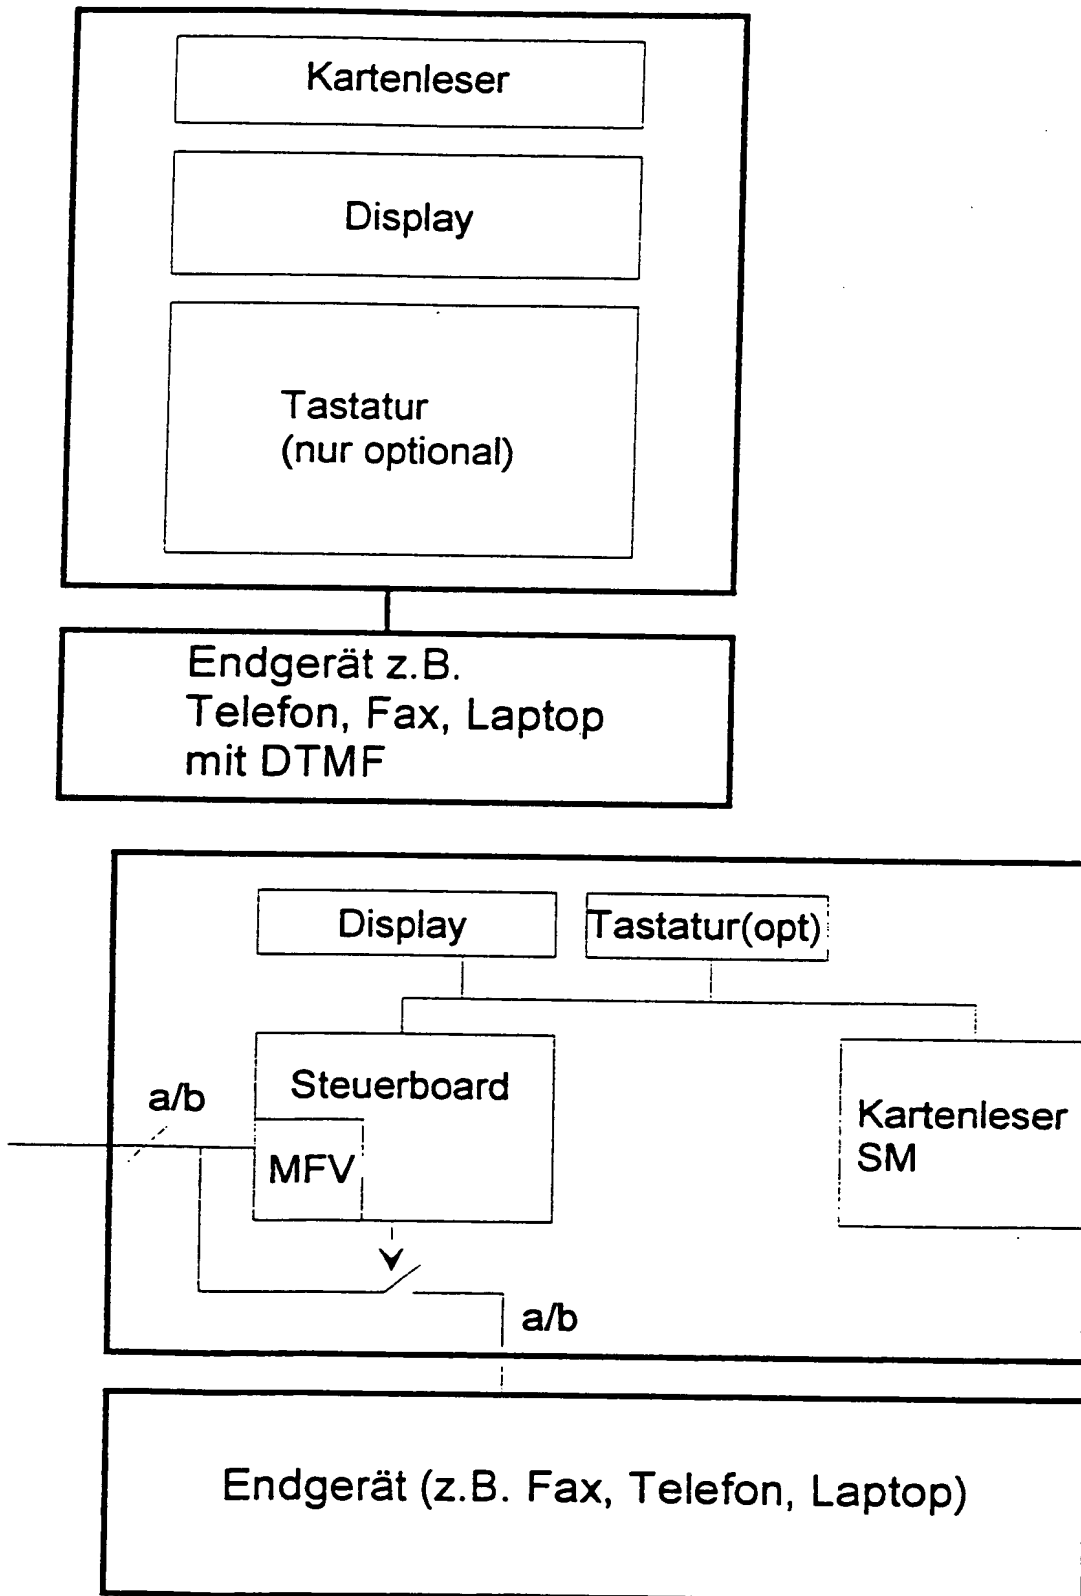 Kartenleser
Display
Tastatur
(nur optional)
Endgerät z.B.
Telefon, Fax, Laptop
mit DTMF
Display
Tastatur(opt)
Steuerboard
a/b
Kartenleser
SM
MFV
a/b
Endgerät (z.B. Fax, Telefon, Laptop)